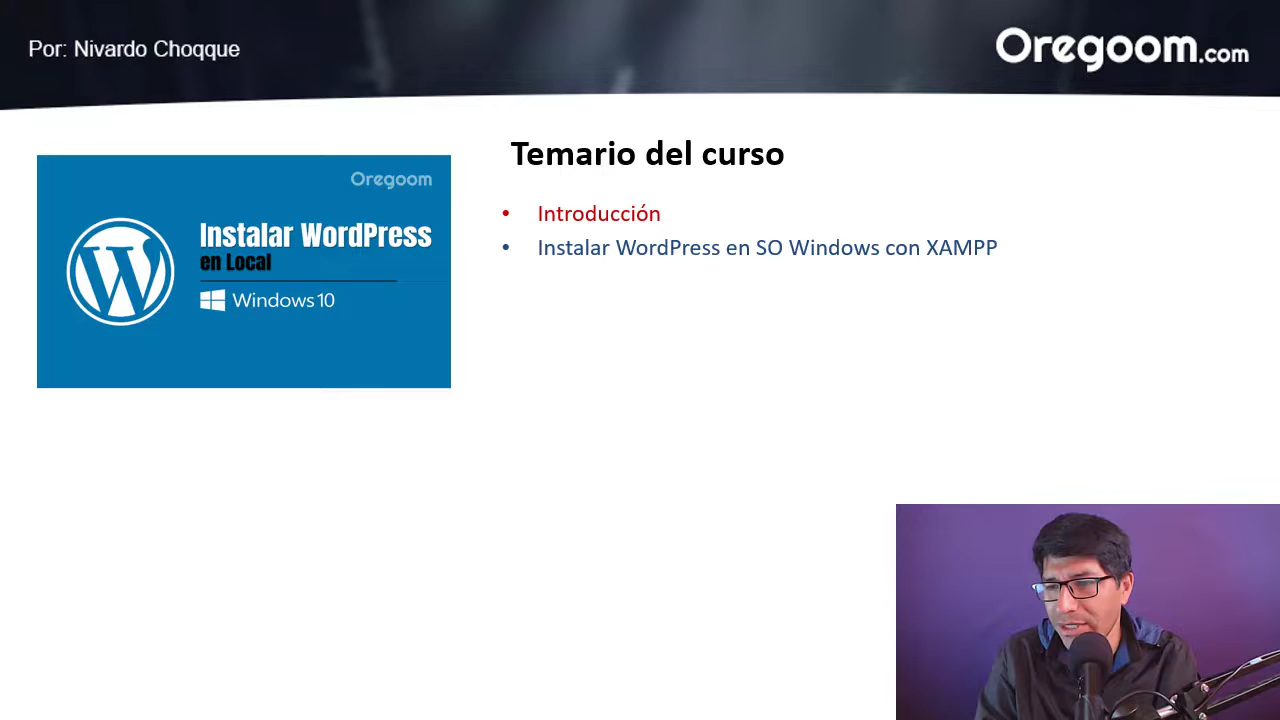 Por: Nivardo Choqque
Oregoom.com
Temario del curso
Oregoom
Instalar WordPress
en Local
Windows 10
• Introducción
• Instalar WordPress en SO Windows con XAMPP